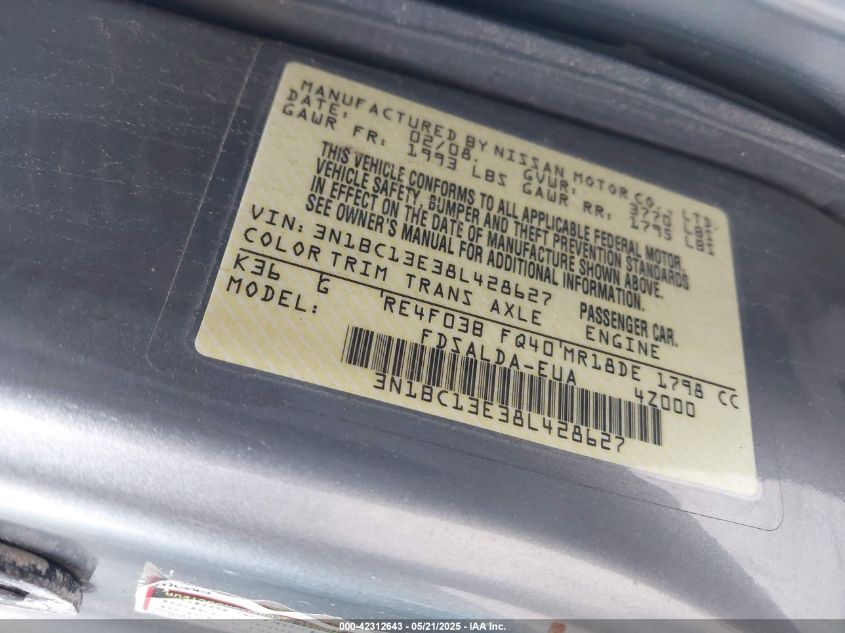 MANUFACTURED BY NISSAN MOTOR CO., LTD.
DATE: 02/08. GVWR: 3770 LBS
GAWR FR: 1993 LBS GAWR RR: 1795 LBS
THIS VEHICLE CONFORMS TO ALL APPLICABLE FEDERAL MOTOR
VEHICLE SAFETY, BUMPER AND THEFT PREVENTION STANDARDS
IN EFFECT ON THE DATE OF MANUFACTURE SHOWN ABOVE.
SEE OWNER'S MANUAL FOR ADDITIONAL INFORMATION.
VIN: 3N1BC13E38L428627 PASSENGER CAR.
COLOR TRIM TRANS AXLE ENGINE
K36 G RE4F03B FQ40 MR18DE 1798 CC
MODEL: FDSALDA-EUA 4Z000
3N1BC13E38L428627
000-42312643 - 05/21/2025 - IAA Inc.